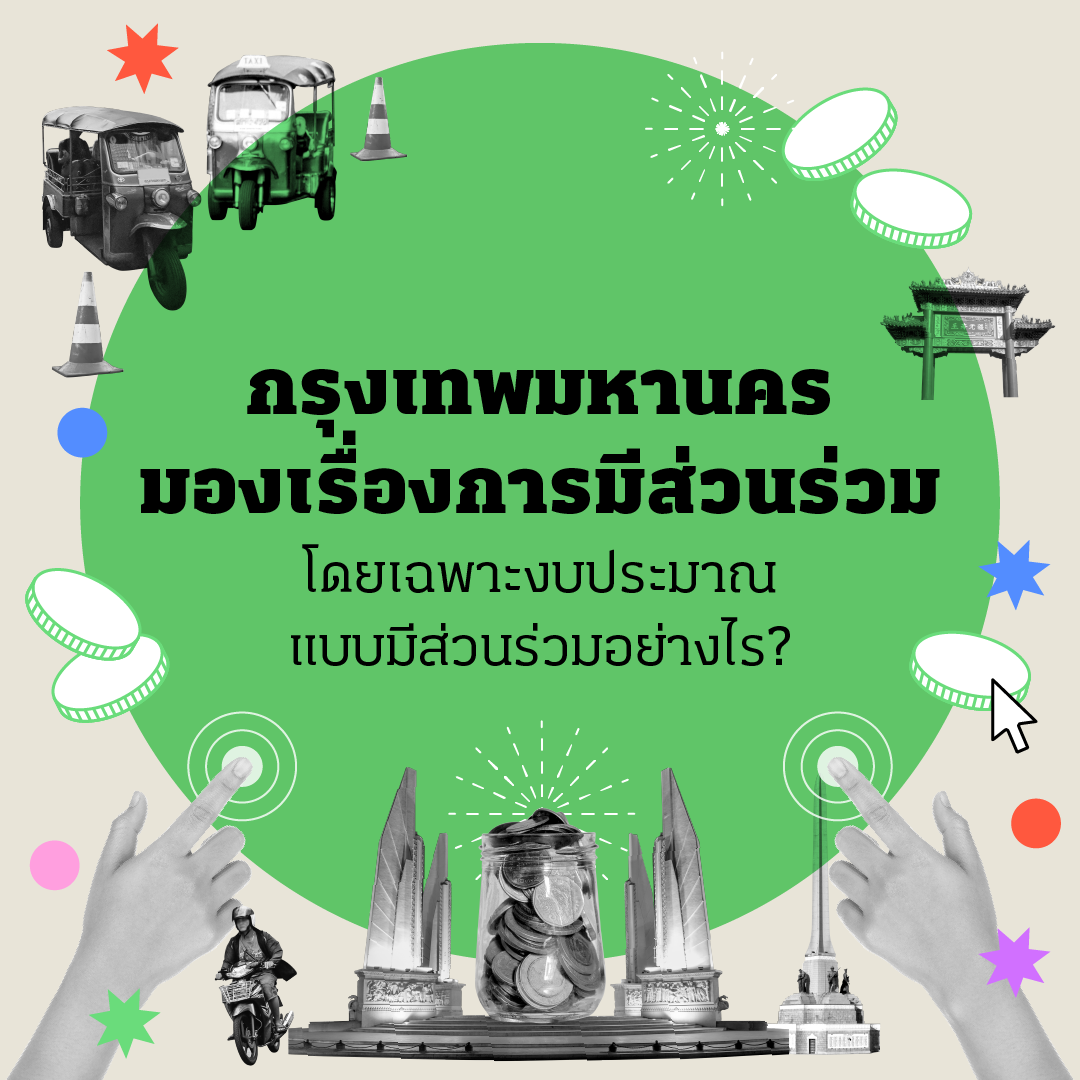 TAXI
กรุงเทพมหานคร
มองเรื่องการมีส่วนร่วม
โดยเฉพาะงบประมาณ
แบบมีส่วนร่วมอย่างไร?